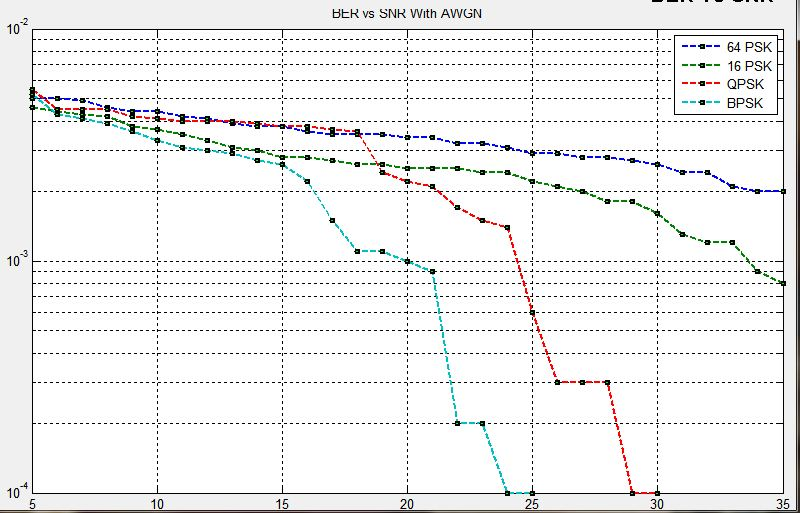 BER vs SNR With AWGN
10-2
64 PSK
16 PSK
QPSK
BPSK
10-3
10-4
5 10 15 20 25 30 35